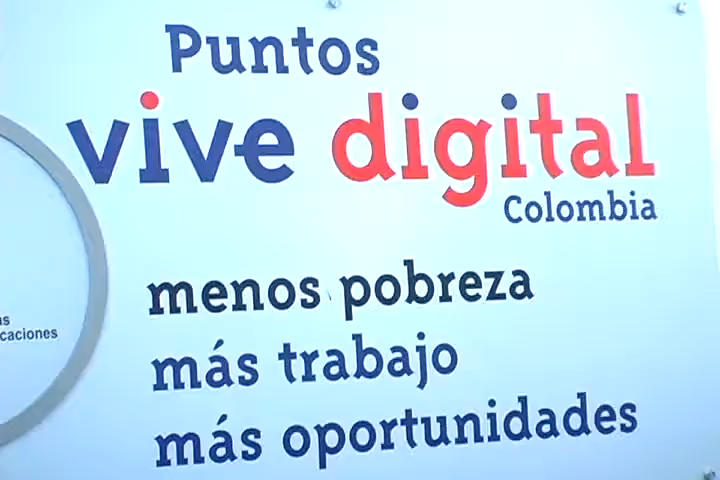 Puntos
vive digital
Colombia
menos pobreza
más trabajo
más oportunidades